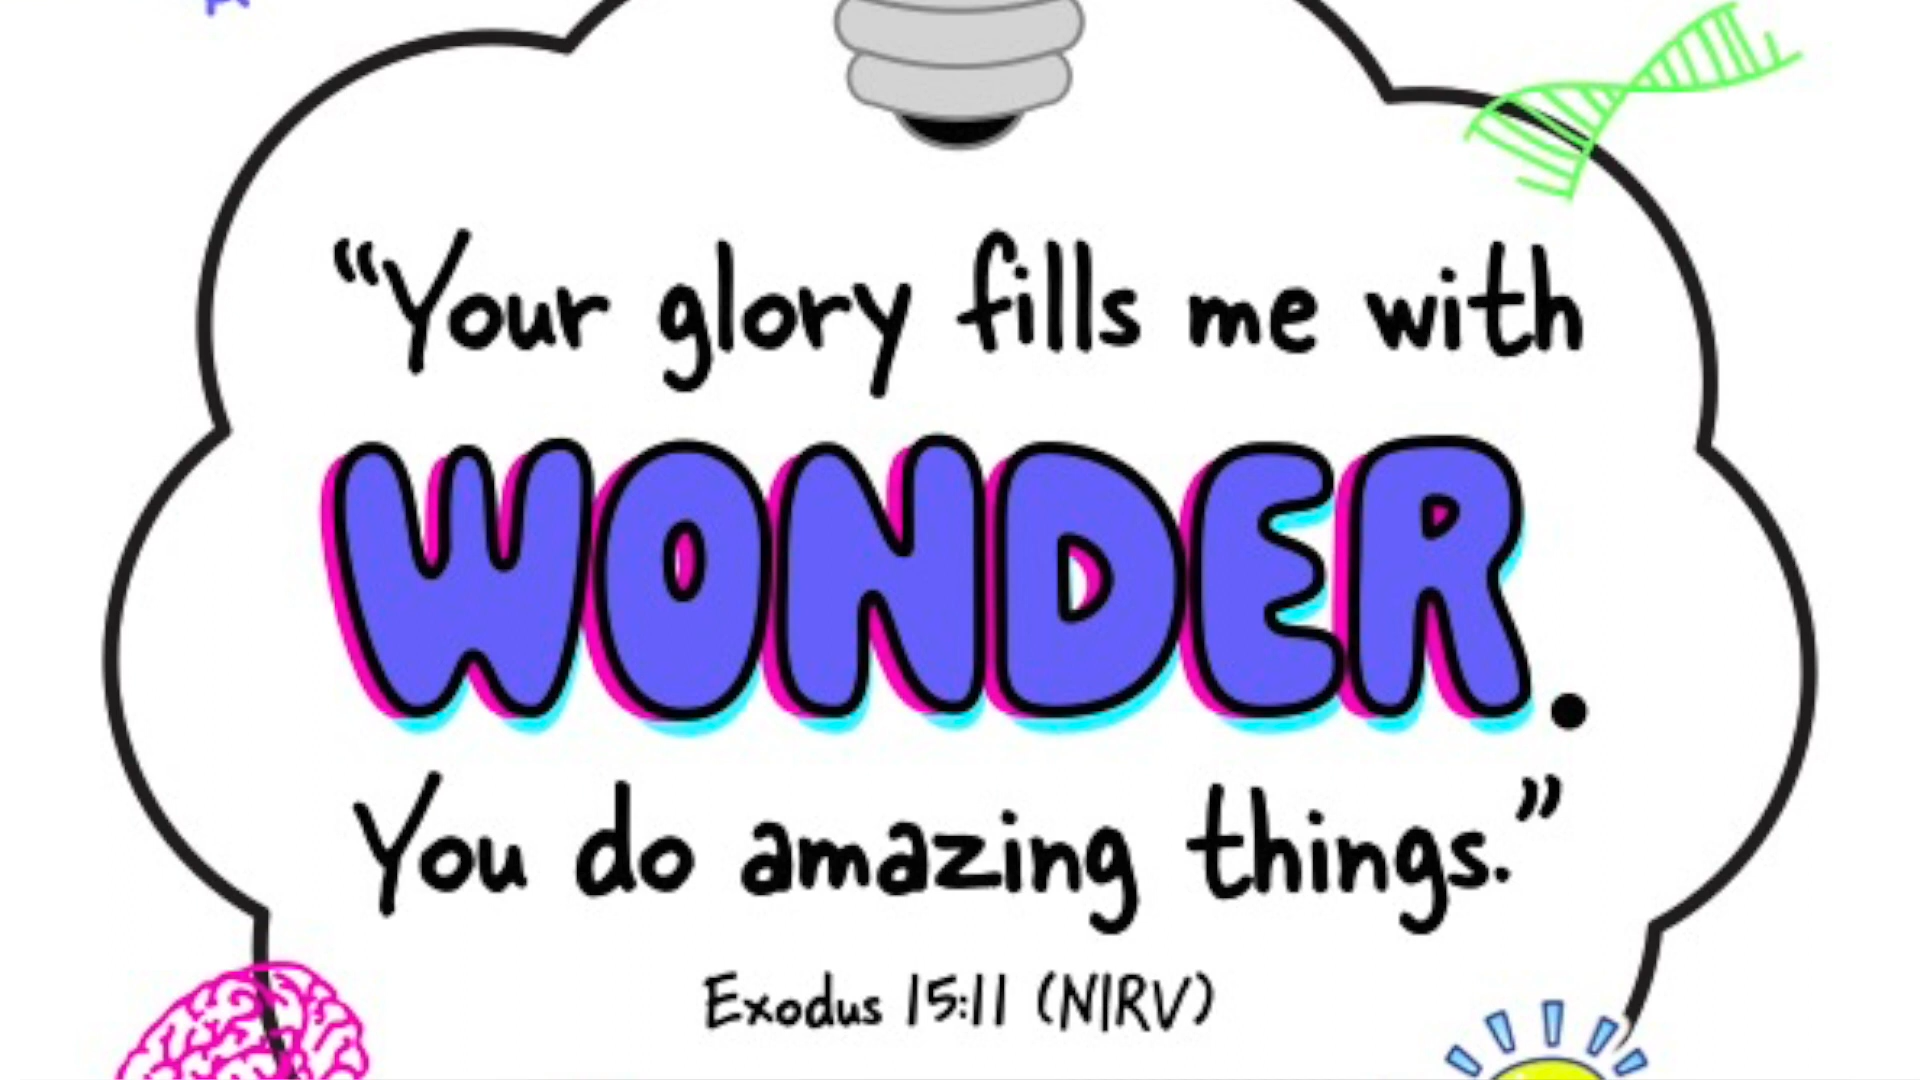 “Your glory fills me with
WONDER.
You do amazing things.”
Exodus 15:11 (NIRV)